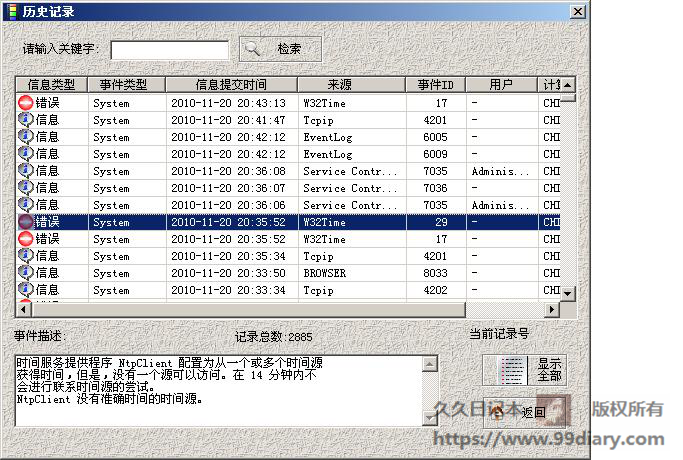 历史记录
请输入关键字: 检索
信息类型 事件类型 信息提交时间 来源 事件ID 用户 计算
错误 System 2010-11-20 20:43:13 W32Time 17 - CHI
信息 System 2010-11-20 20:41:47 Tcpip 4201 - CHI
信息 System 2010-11-20 20:42:12 EventLog 6005 - CHI
信息 System 2010-11-20 20:42:12 EventLog 6009 - CHI
信息 System 2010-11-20 20:36:08 Service Contr... 7035 Adminis... CHI
信息 System 2010-11-20 20:36:07 Service Contr... 7036 - CHI
信息 System 2010-11-20 20:36:06 Service Contr... 7035 Adminis... CHI
错误 System 2010-11-20 20:35:52 W32Time 29 - CHI
错误 System 2010-11-20 20:35:52 W32Time 17 - CHI
信息 System 2010-11-20 20:35:34 Tcpip 4201 - CHI
信息 System 2010-11-20 20:33:50 BROWSER 8033 - CHI
信息 System 2010-11-20 20:33:34 Tcpip 4202 - CHI
事件描述: 记录总数:2885 当前记录号
时间服务提供程序 NtpClient 配置为从一个或多个时间源
获得时间，但是，没有一个源可以访问。在 14 分钟内不
会进行联系时间源的尝试。
NtpClient 没有准确时间的时间源。
显示
全部
返回
久久日记本 版权所有
https://www.99diary.com